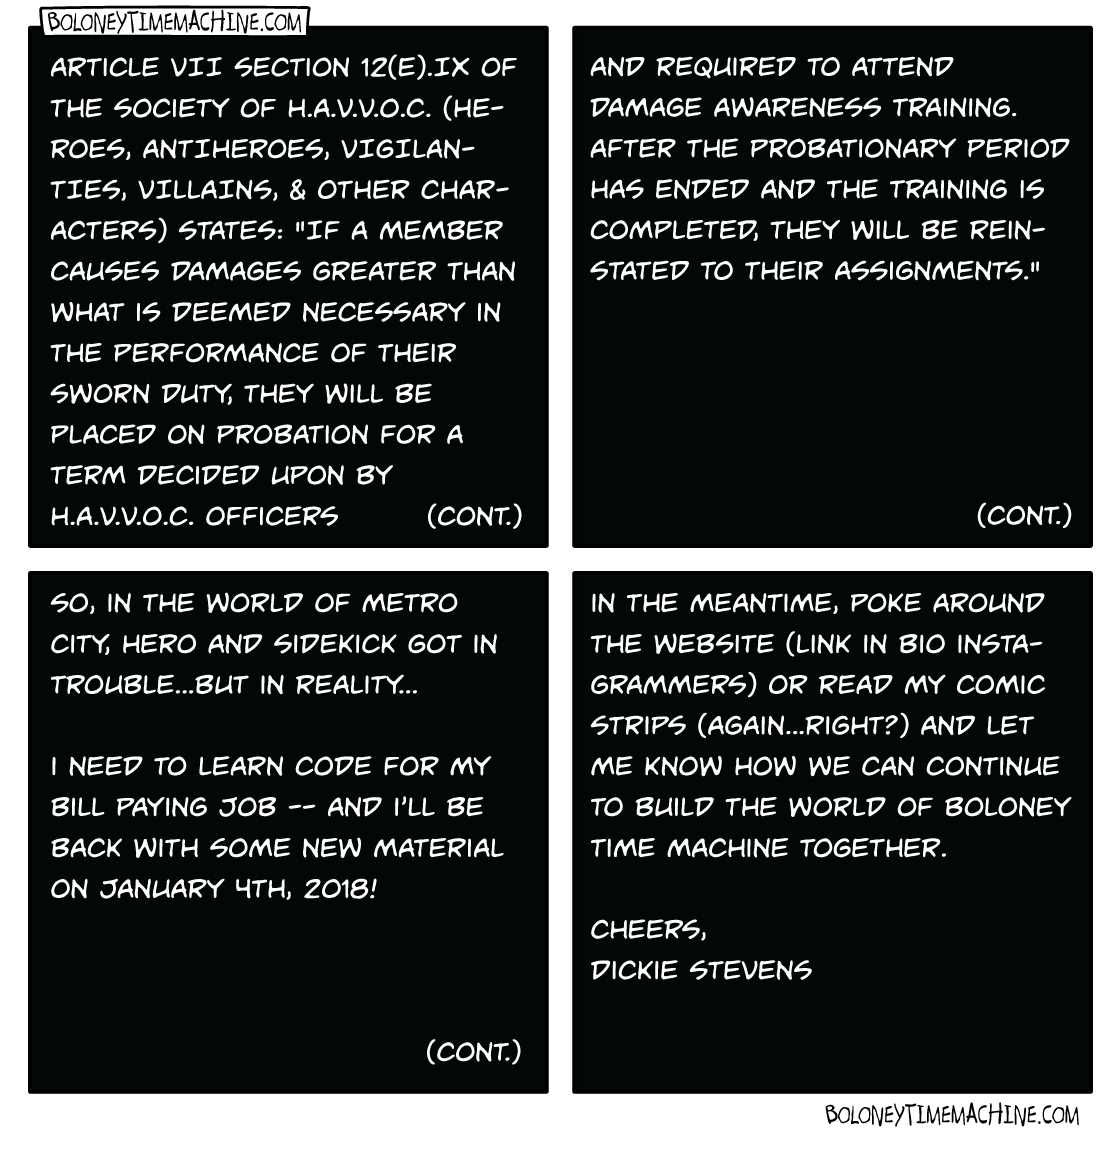 BOLONEYTIMEMACHINE.COM
ARTICLE VII SECTION 12(E).IX OF
THE SOCIETY OF H.A.V.V.O.C. (HE-
ROES, ANTIHEROES, VIGILAN-
TIES, VILLAINS, & OTHER CHAR-
ACTERS) STATES: "IF A MEMBER
CAUSES DAMAGES GREATER THAN
WHAT IS DEEMED NECESSARY IN
THE PERFORMANCE OF THEIR
SWORN DUTY, THEY WILL BE
PLACED ON PROBATION FOR A
TERM DECIDED UPON BY
H.A.V.V.O.C. OFFICERS (CONT.)
AND REQUIRED TO ATTEND
DAMAGE AWARENESS TRAINING.
AFTER THE PROBATIONARY PERIOD
HAS ENDED AND THE TRAINING IS
COMPLETED, THEY WILL BE REIN-
STATED TO THEIR ASSIGNMENTS."
(CONT.)
SO, IN THE WORLD OF METRO
CITY, HERO AND SIDEKICK GOT IN
TROUBLE...BUT IN REALITY...
I NEED TO LEARN CODE FOR MY
BILL PAYING JOB -- AND I'LL BE
BACK WITH SOME NEW MATERIAL
ON JANUARY 4TH, 2018!
(CONT.)
IN THE MEANTIME, POKE AROUND
THE WEBSITE (LINK IN BIO INSTA-
GRAMMERS) OR READ MY COMIC
STRIPS (AGAIN...RIGHT?) AND LET
ME KNOW HOW WE CAN CONTINUE
TO BUILD THE WORLD OF BOLONEY
TIME MACHINE TOGETHER.
CHEERS,
DICKIE STEVENS
BOLONEYTIMEMACHINE.COM